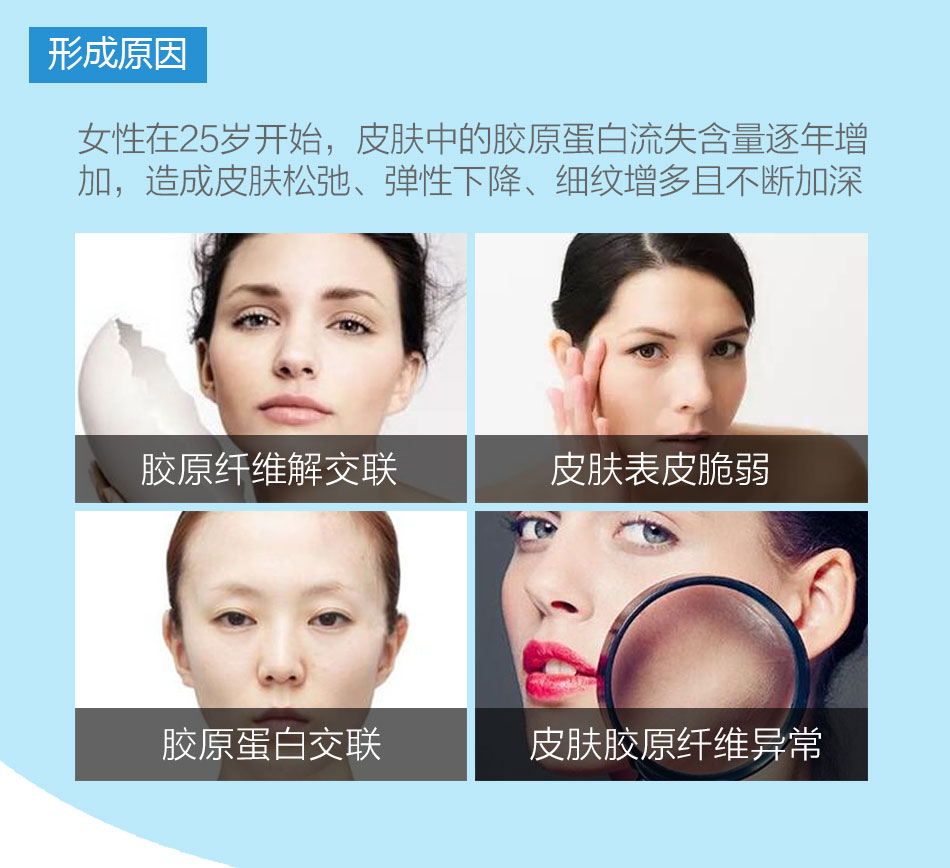 形成原因
女性在25岁开始，皮肤中的胶原蛋白流失含量逐年增
加，造成皮肤松弛、弹性下降、细纹增多且不断加深
胶原纤维解交联
皮肤表皮脆弱
胶原蛋白交联
皮肤胶原纤维异常